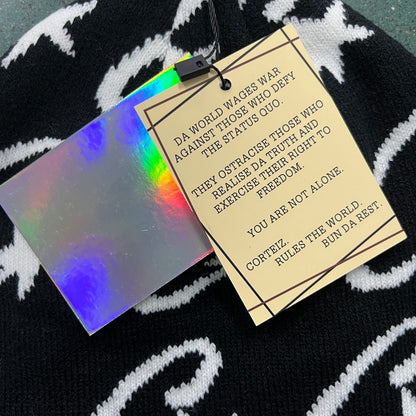 DA WORLD WAGES WAR
AGAINST THOSE WHO DEFY
THE STATUS QUO.
THEY OSTRACISE THOSE WHO
REALISE DA TRUTH AND
EXERCISE THEIR RIGHT TO
FREEDOM.
YOU ARE NOT ALONE.
CORTEIZ.
RULES THE WORLD.
BUN DA REST.